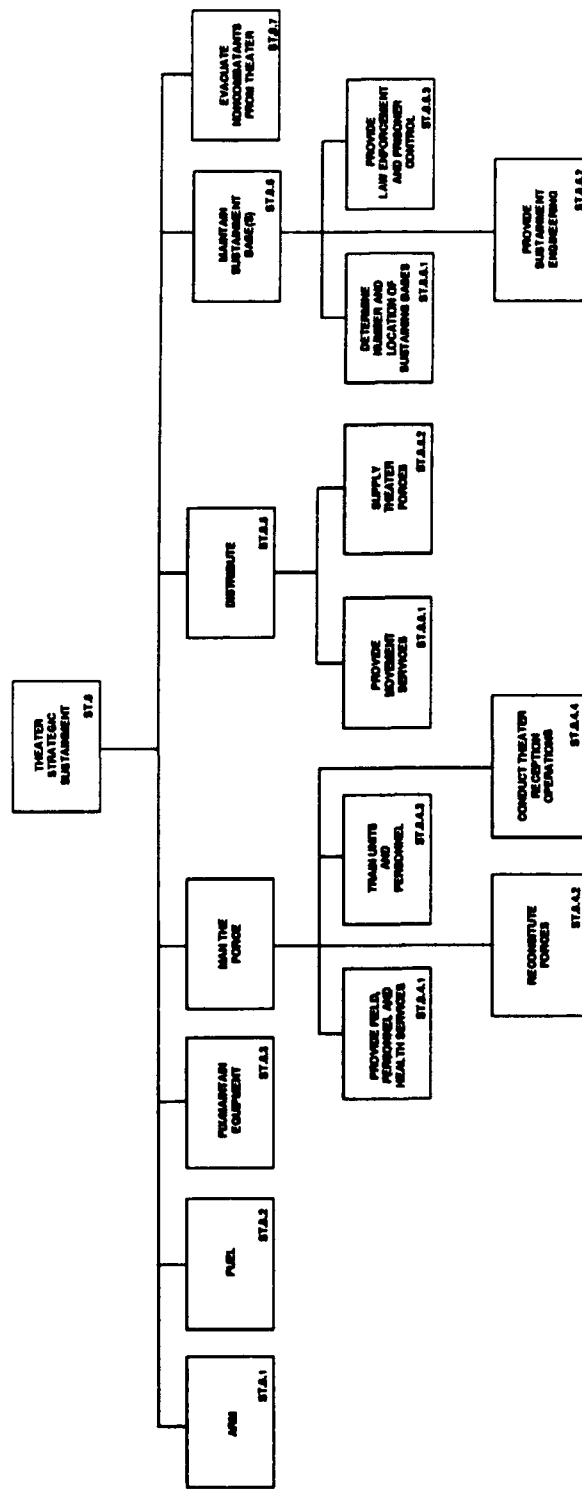 THEATER
STRATEGIC
SUSTAINMENT
ST.8
ARM
ST.8.1
FUEL
ST.8.2
FIX/MAINTAIN
EQUIPMENT
ST.8.3
MAN THE
FORCE
DISTRIBUTE
ST.8.5
MAINTAIN
SUSTAINMENT
BASE(S)
ST.8.6
EVACUATE
NONCOMBATANTS
FROM THEATER
ST.8.7
PROVIDE FIELD,
PERSONNEL AND
HEALTH SERVICES
ST.8.4.1
TRAIN UNITS
AND
PERSONNEL
ST.8.4.3
PROVIDE
MOVEMENT
SERVICES
ST.8.5.1
SUPPLY
THEATER
FORCES
ST.8.5.2
DETERMINE
NUMBER AND
LOCATION OF
SUSTAINING BASES
ST.8.6.1
PROVIDE
LAW ENFORCEMENT
AND PRISONER
CONTROL
ST.8.6.3
RECONSTITUTE
FORCES
ST.8.4.2
CONDUCT THEATER
RECEPTION
OPERATIONS
ST.8.4.4
PROVIDE
SUSTAINMENT
ENGINEERING
ST.8.6.2